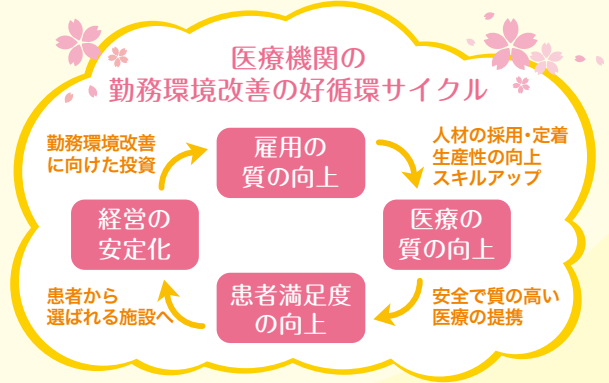 医療機関の
勤務環境改善の好循環サイクル
勤務環境改善
に向けた投資
雇用の
質の向上
人材の採用・定着
生産性の向上
スキルアップ
経営の
安定化
医療の
質の向上
患者から
選ばれる施設へ
患者満足度
の向上
安全で質の高い
医療の提携